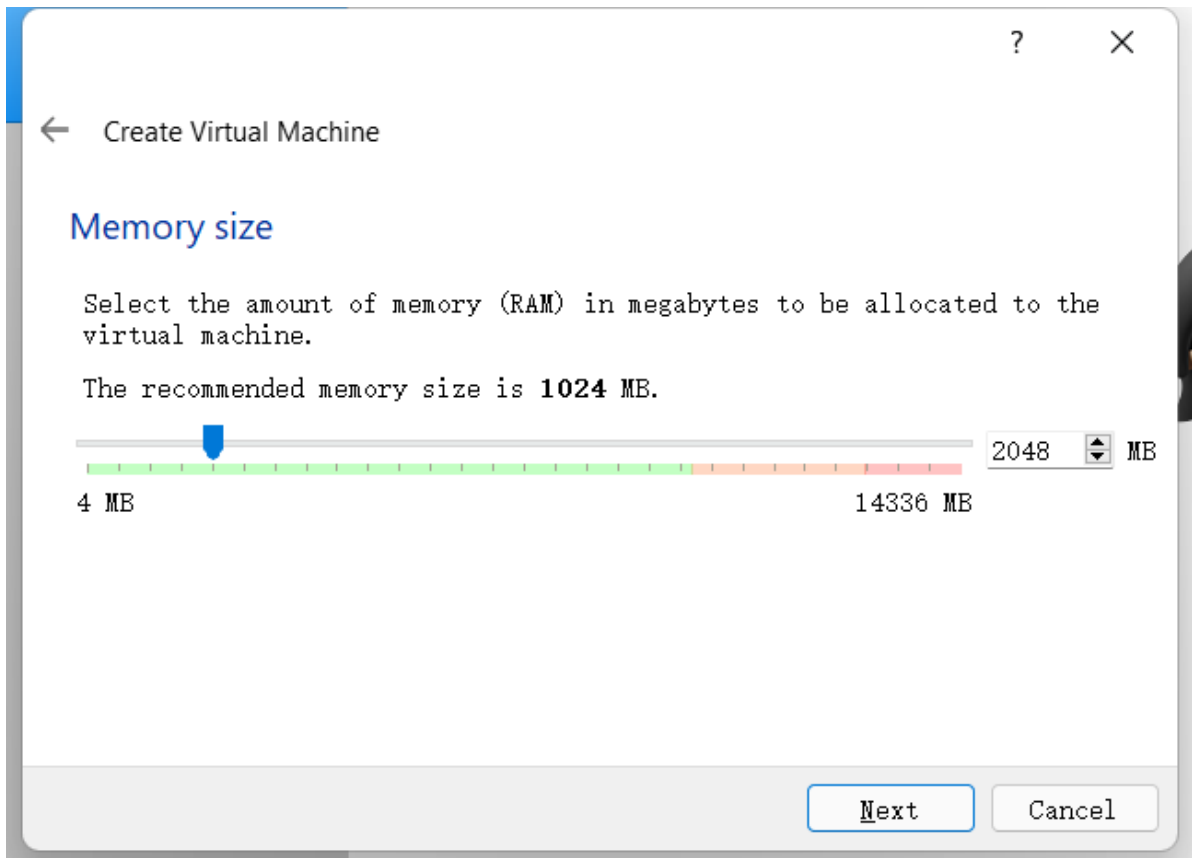 ?
Create Virtual Machine
Memory size
Select the amount of memory (RAM) in megabytes to be allocated to the
virtual machine.
The recommended memory size is 1024 MB.
2048 MB
4 MB 14336 MB
Next Cancel